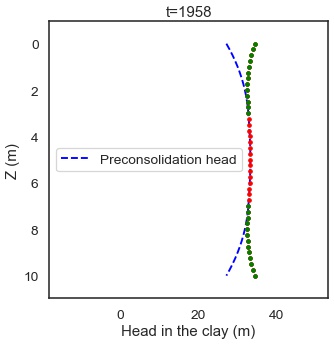 t=1958
0
2
4
6
8
10
Z (m)
Preconsolidation head
0
20
40
Head in the clay (m)